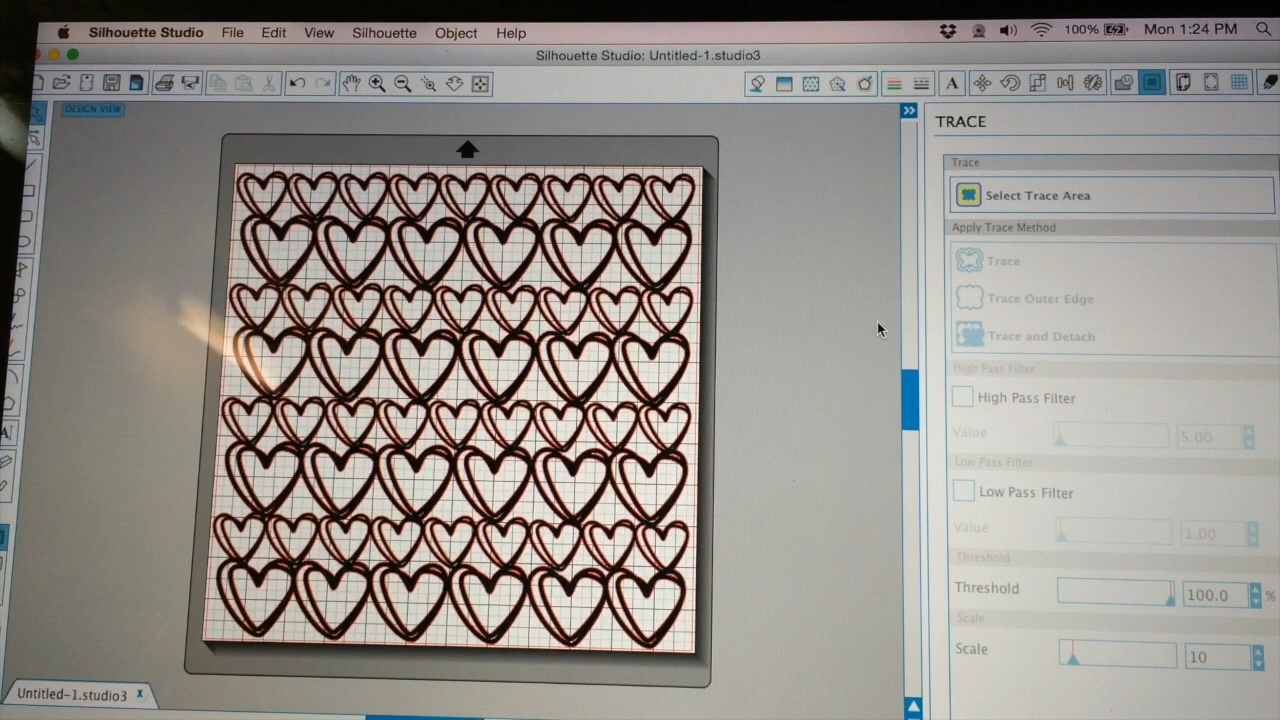 Silhouette Studio File Edit View Silhouette Object Help 100% Mon 1:24 PM
Silhouette Studio: Untitled-1.studio3
DESIGN VIEW
TRACE
Trace
Select Trace Area
Apply Trace Method
Trace
Trace Outer Edge
Trace and Detach
High Pass Filter
High Pass Filter
Value 5.00
Low Pass Filter
Low Pass Filter
Value 1.00
Threshold
Threshold 100.0 %
Scale
Scale 10
Untitled-1.studio3